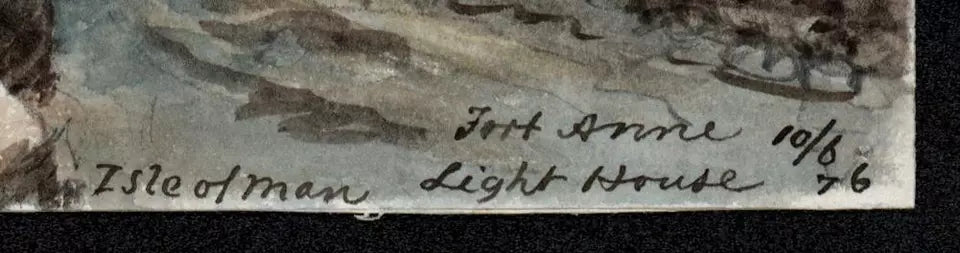 Fort Anne 10/6
Isle of Man Light House 76